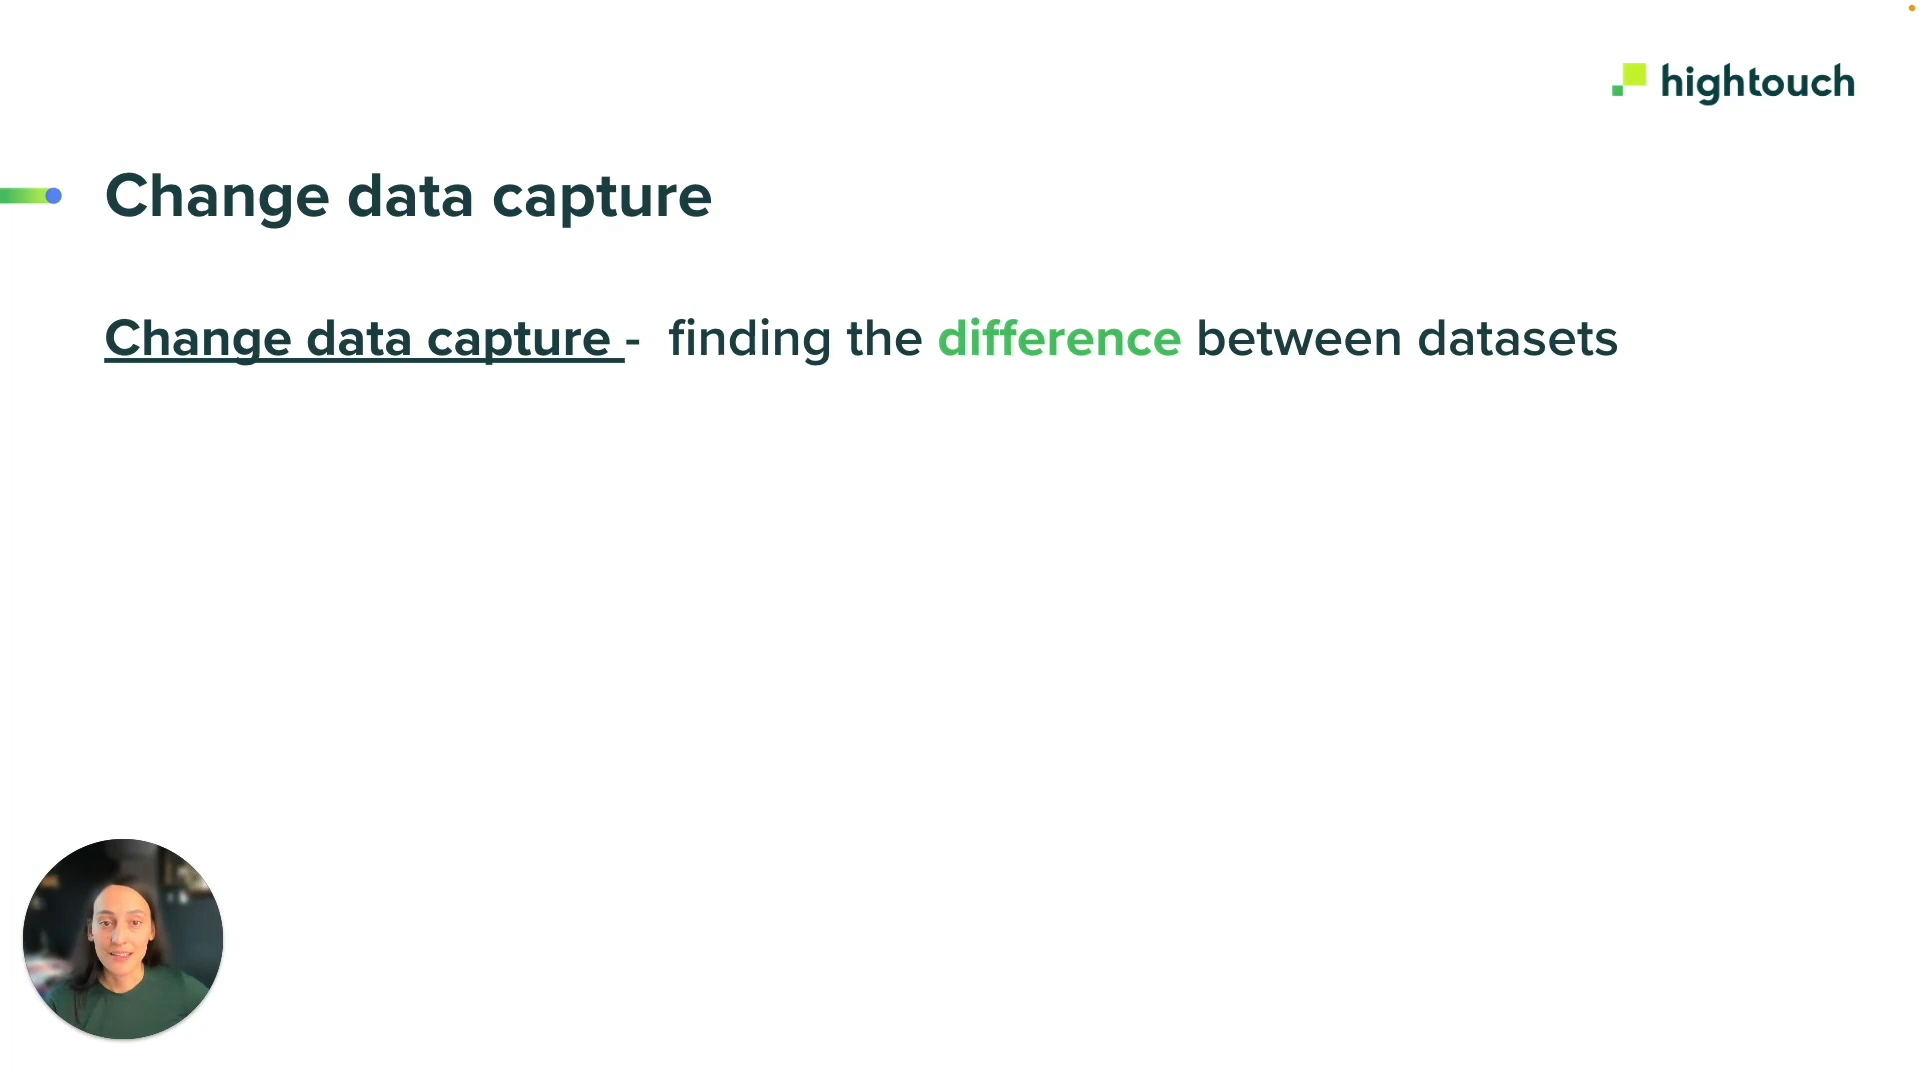 hightouch
Change data capture
Change data capture - finding the difference between datasets